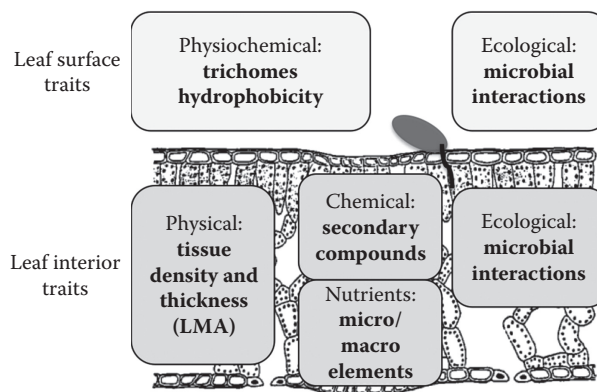 Leaf surface
traits
Physiochemical:
trichomes
hydrophobicity
Ecological:
microbial
interactions
Leaf interior
traits
Physical:
tissue
density and
thickness
(LMA)
Chemical:
secondary
compounds
Nutrients:
micro/
macro
elements
Ecological:
microbial
interactions